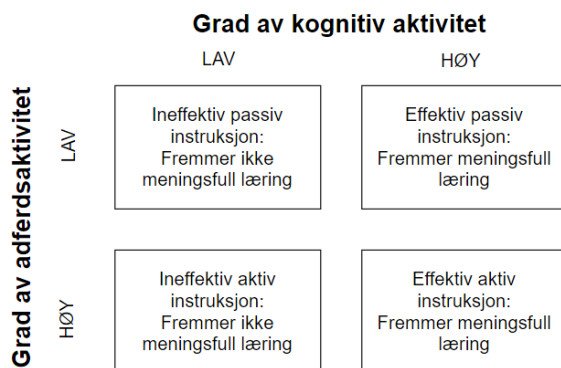 Grad av kognitiv aktivitet
LAV
HØY
Grad av adferdsaktivitet
LAV
Ineffektiv passiv
instruksjon:
Fremmer ikke
meningsfull læring
Effektiv passiv
instruksjon:
Fremmer meningsfull
læring
HØY
Ineffektiv aktiv
instruksjon:
Fremmer ikke
meningsfull læring
Effektiv aktiv
instruksjon:
Fremmer meningsfull
læring